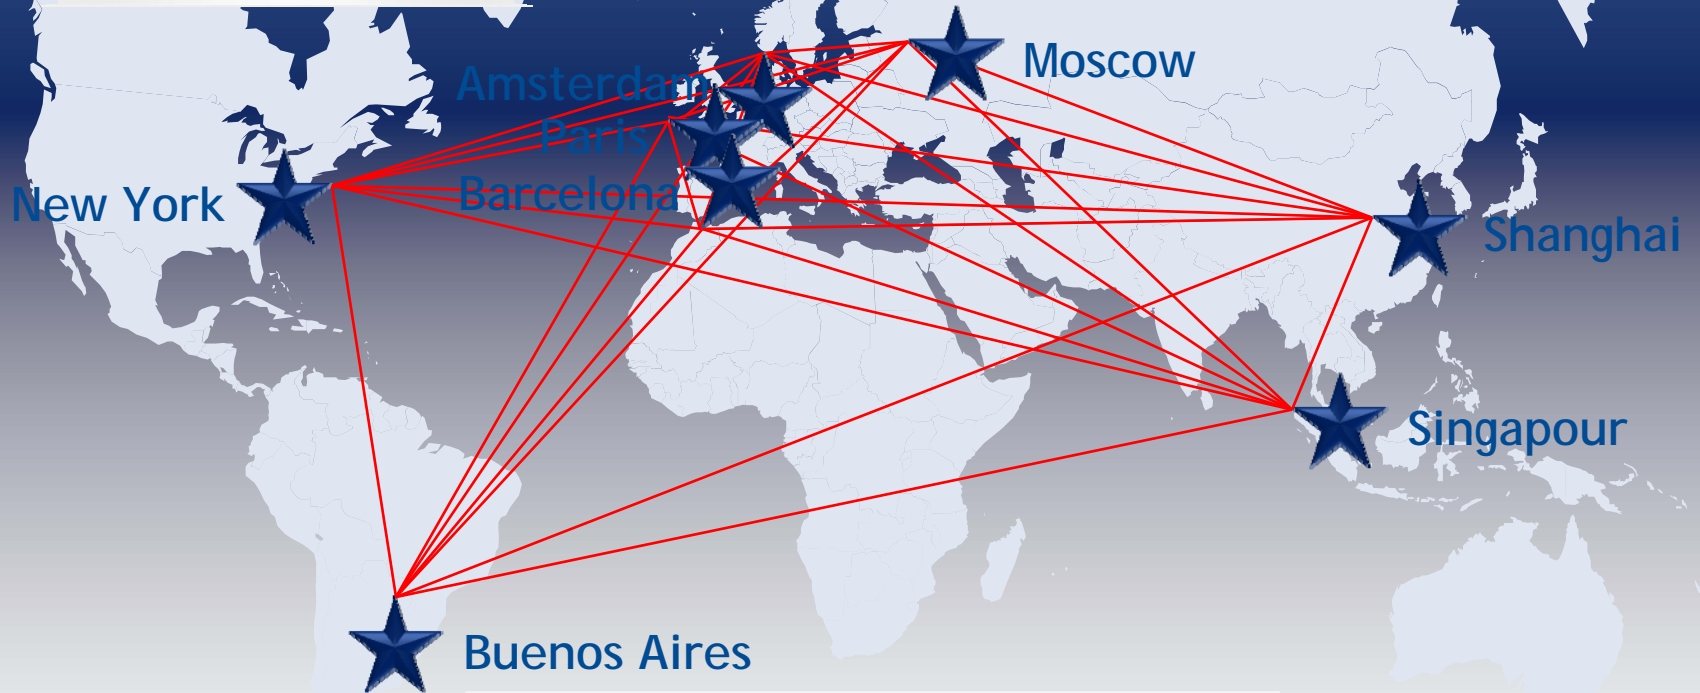 Moscow
Amsterdam
Paris
Barcelona
New York
Shanghai
Singapour
Buenos Aires